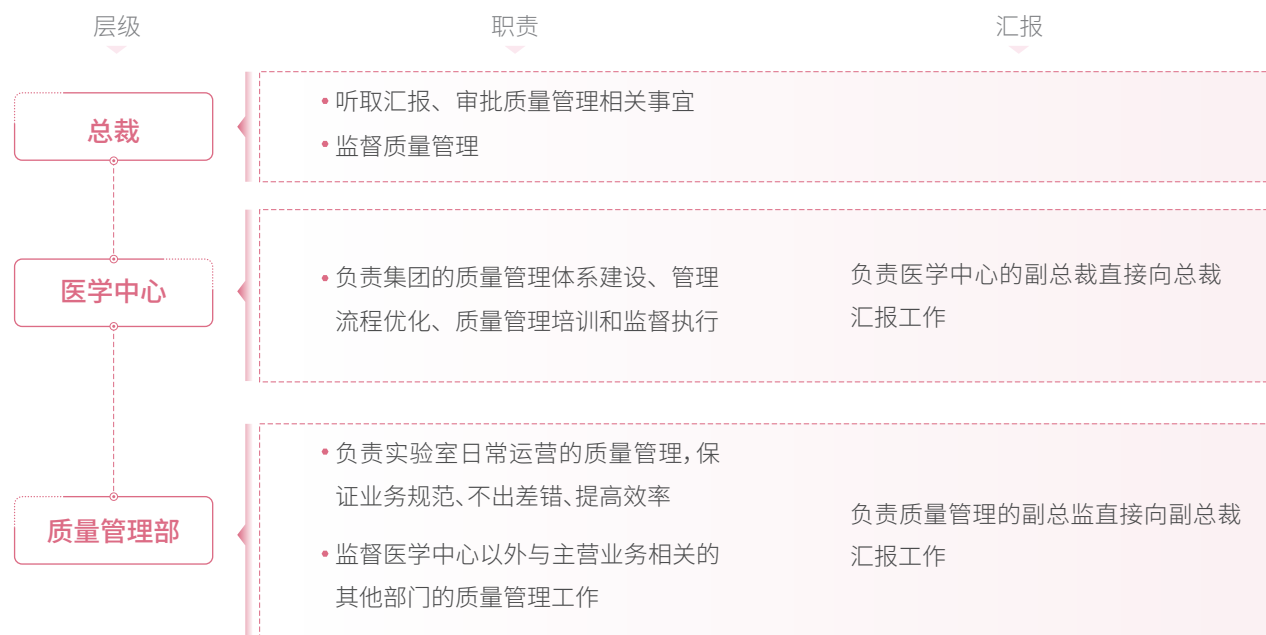 层级
职责
汇报
总裁
• 听取汇报、审批质量管理相关事宜
• 监督质量管理
医学中心
• 负责集团的质量管理体系建设、管理
流程优化、质量管理培训和监督执行
负责医学中心的副总裁直接向总裁
汇报工作
质量管理部
• 负责实验室日常运营的质量管理,保
证业务规范、不出差错、提高效率
• 监督医学中心以外与主营业务相关的
其他部门的质量管理工作
负责质量管理的副总监直接向副总裁
汇报工作